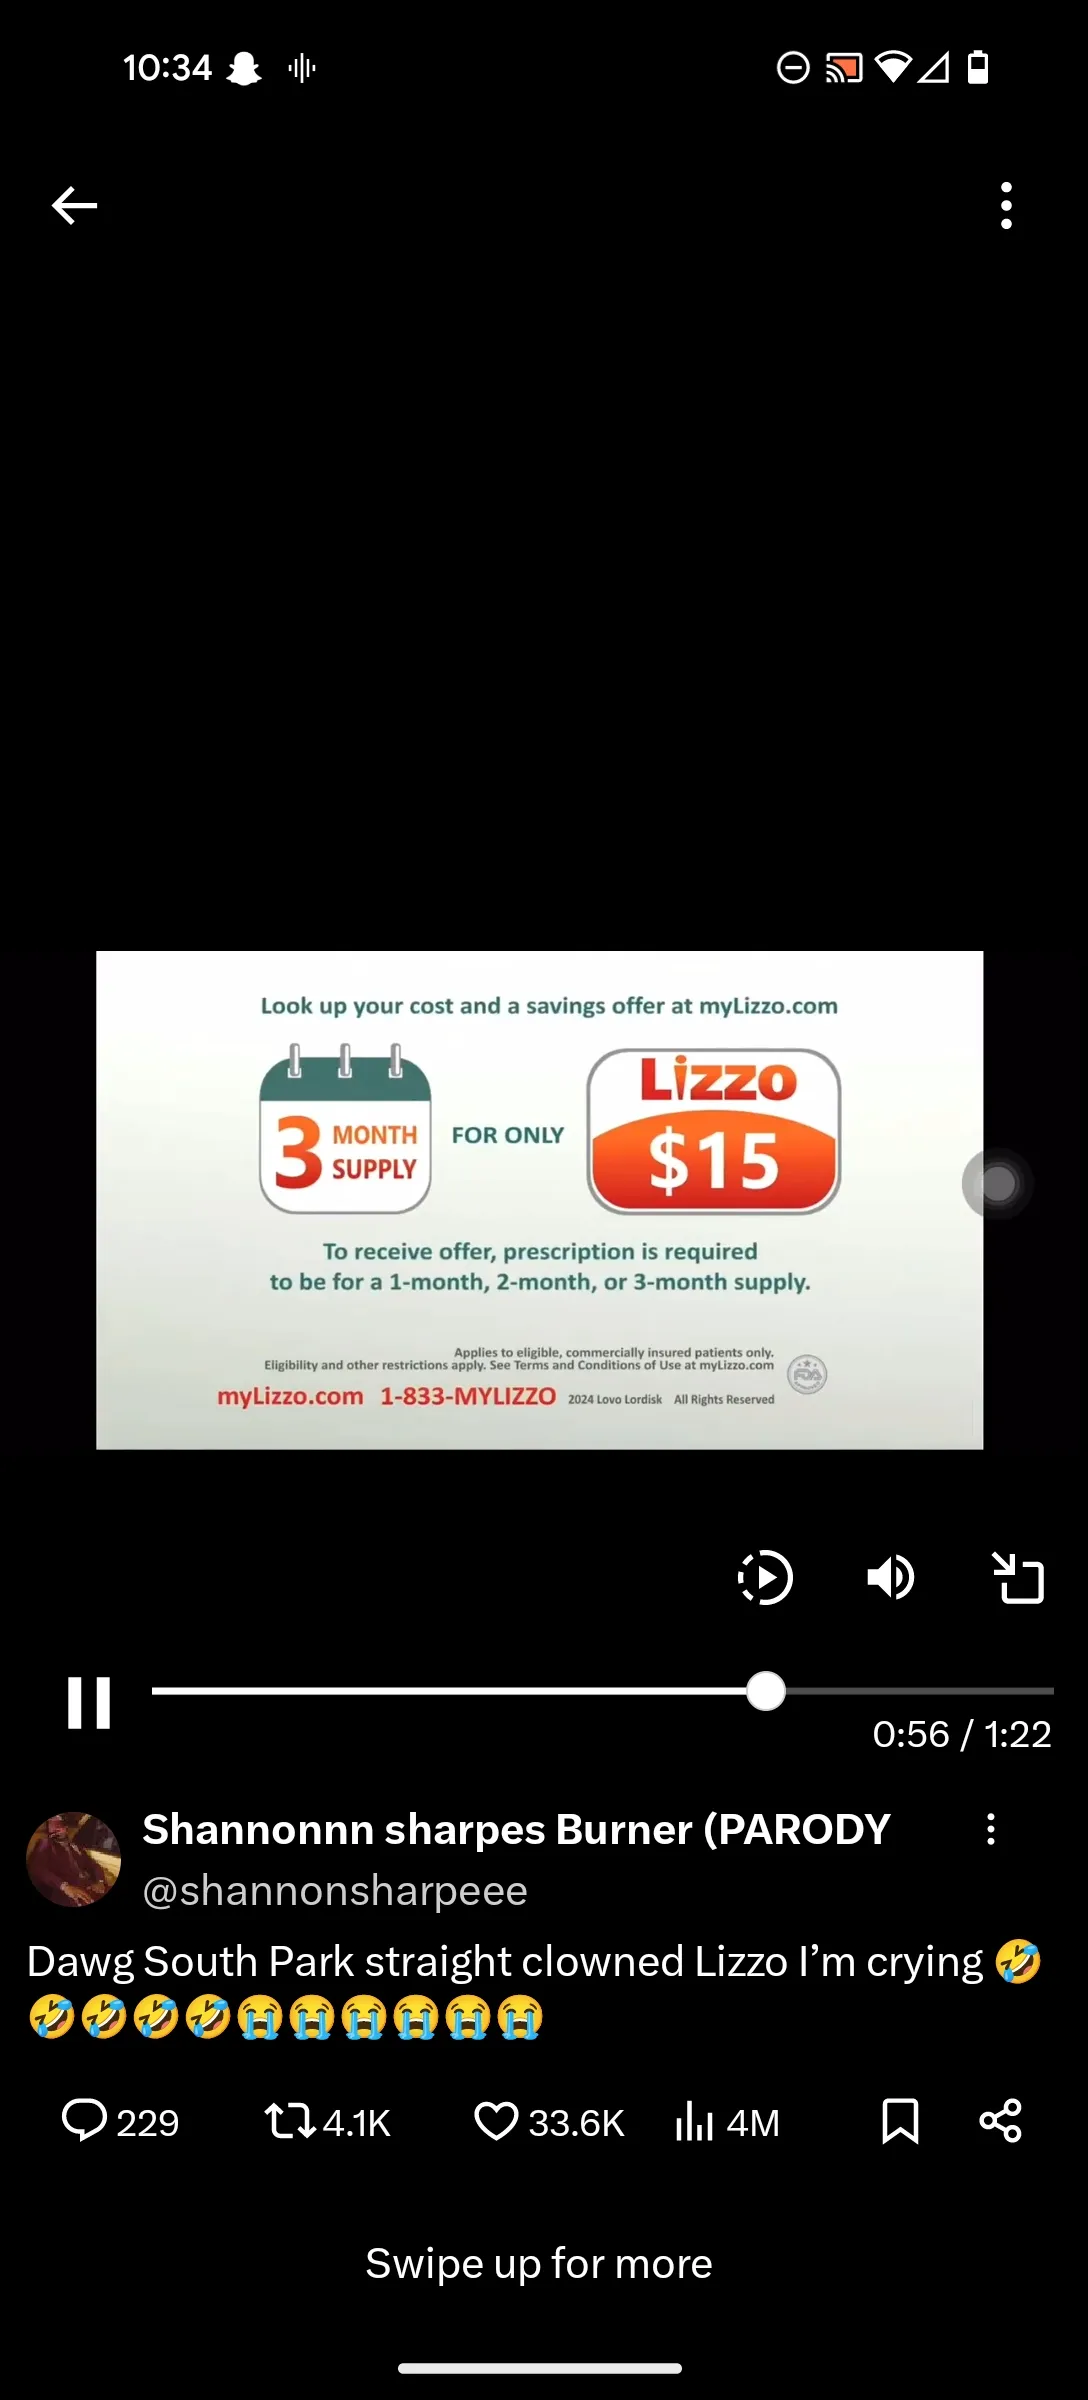 10:34
Look up your cost and a savings offer at myLizzo.com
3 MONTH SUPPLY
FOR ONLY
Lizzo
$15
To receive offer, prescription is required
to be for a 1-month, 2-month, or 3-month supply.
Applies to eligible, commercially insured patients only.
Eligibility and other restrictions apply. See Terms and Conditions of Use at myLizzo.com
FDA
myLizzo.com 1-833-MYLIZZO 2024 Lovo Lordisk All Rights Reserved
0:56 / 1:22
Shannonnn sharpes Burner (PARODY
@shannonsharpeee
Dawg South Park straight clowned Lizzo I’m crying 🤣
🤣🤣🤣🤣😭😭😭😭😭😭
229 4.1K 33.6K 4M
Swipe up for more